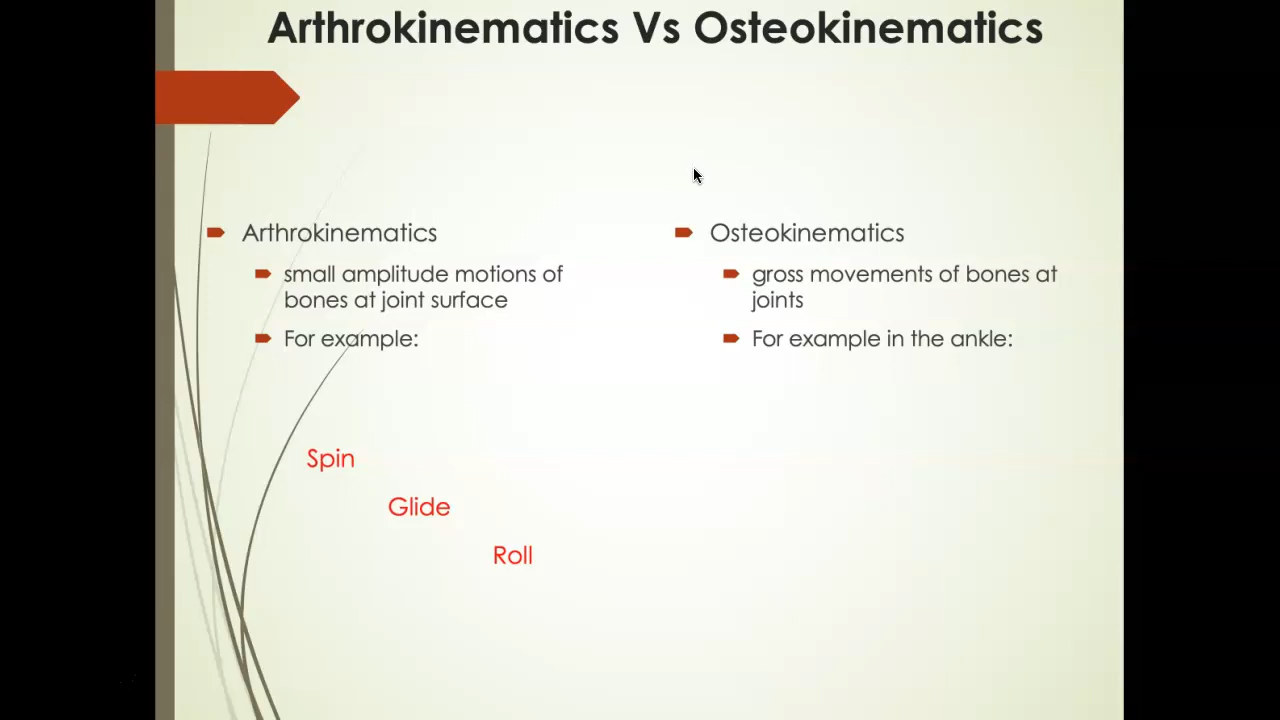 Arthrokinematics Vs Osteokinematics
Arthrokinematics
small amplitude motions of
bones at joint surface
For example:
Spin
Glide
Roll
Osteokinematics
gross movements of bones at
joints
For example in the ankle: